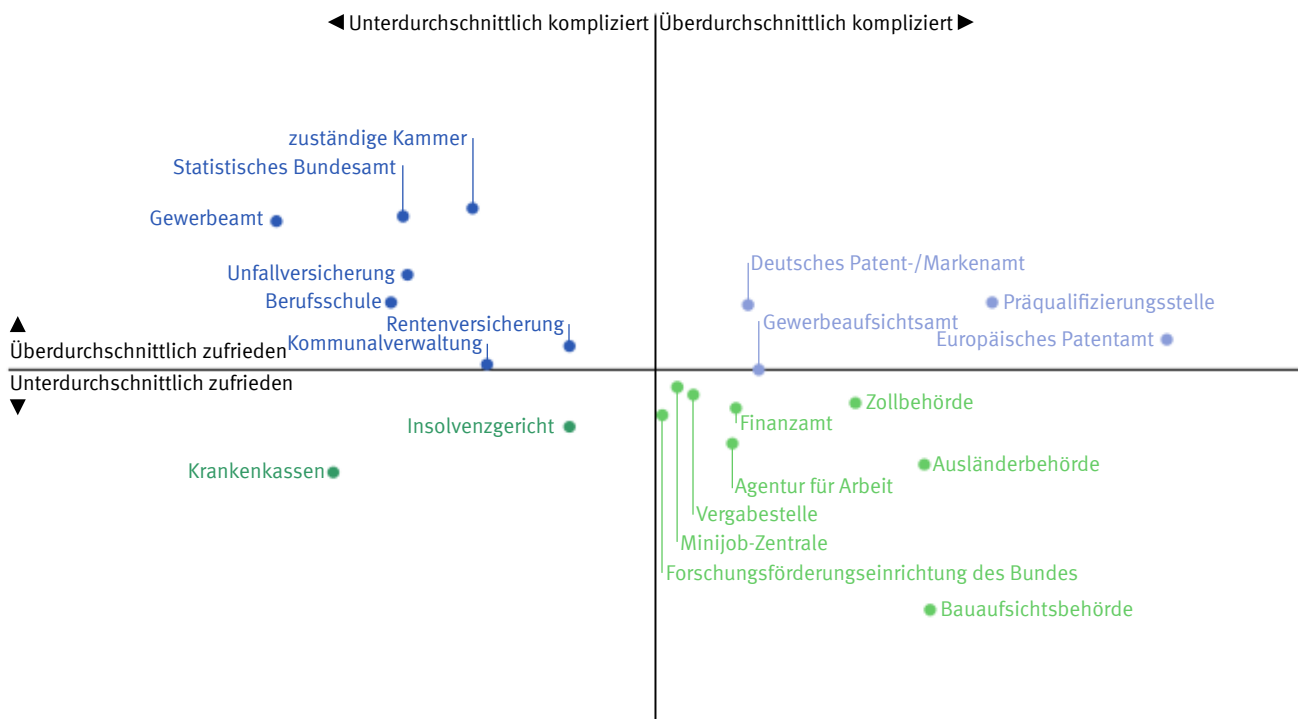 ◀ Unterdurchschnittlich kompliziert Überdurchschnittlich kompliziert ▶
zuständige Kammer
Statistisches Bundesamt
Gewerbeamt
Unfallversicherung
Berufsschule
Rentenversicherung
Kommunalverwaltung
Deutsches Patent-/Markenamt
Präqualifizierungsstelle
Gewerbeaufsichtsamt
Europäisches Patentamt
▲
Überdurchschnittlich zufrieden
Unterdurchschnittlich zufrieden
▼
Insolvenzgericht
Krankenkassen
Zollbehörde
Finanzamt
Ausländerbehörde
Agentur für Arbeit
Vergabestelle
Minijob-Zentrale
Forschungsförderungseinrichtung des Bundes
Bauaufsichtsbehörde